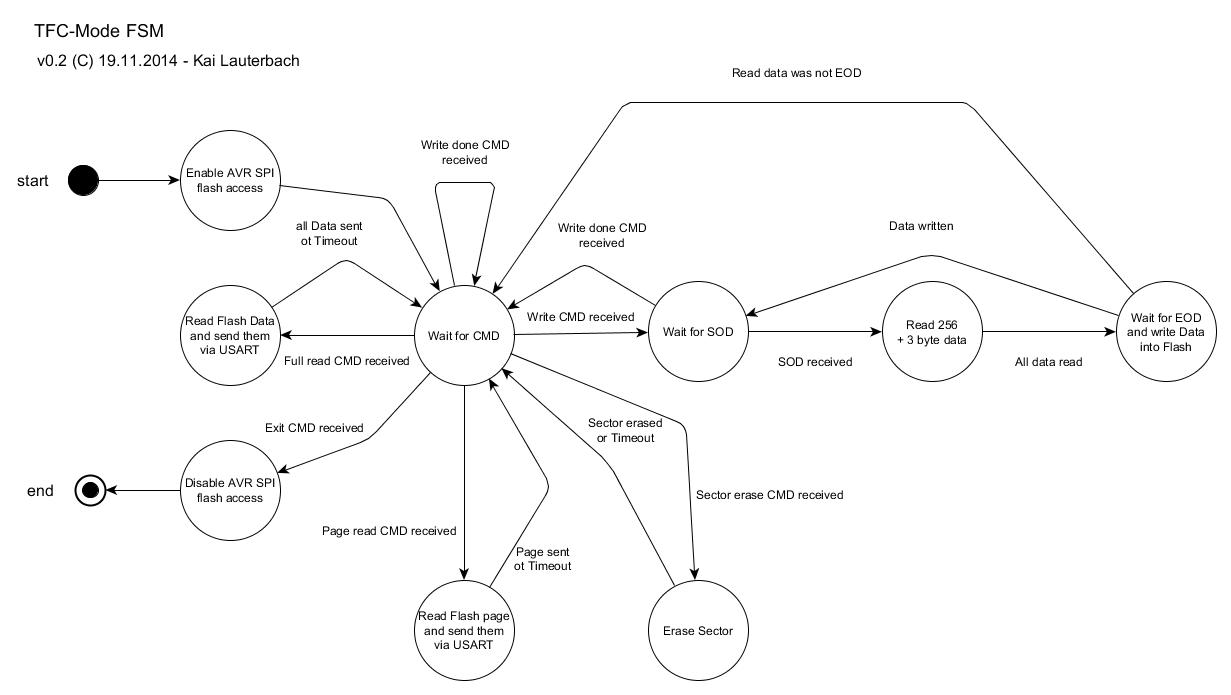 TFC-Mode FSM
v0.2 (C) 19.11.2014 - Kai Lauterbach
Read data was not EOD
Write done CMD
received
start
Enable AVR SPI
flash access
all Data sent
ot Timeout
Write done CMD
received
Data written
Read Flash Data
and send them
via USART
Full read CMD received
Wait for CMD
Write CMD received
Wait for SOD
SOD received
Read 256
+ 3 byte data
All data read
Wait for EOD
and write Data
into Flash
Exit CMD received
Sector erased
or Timeout
end
Disable AVR SPI
flash access
Sector erase CMD received
Page read CMD received
Page sent
ot Timeout
Read Flash page
and send them
via USART
Erase Sector